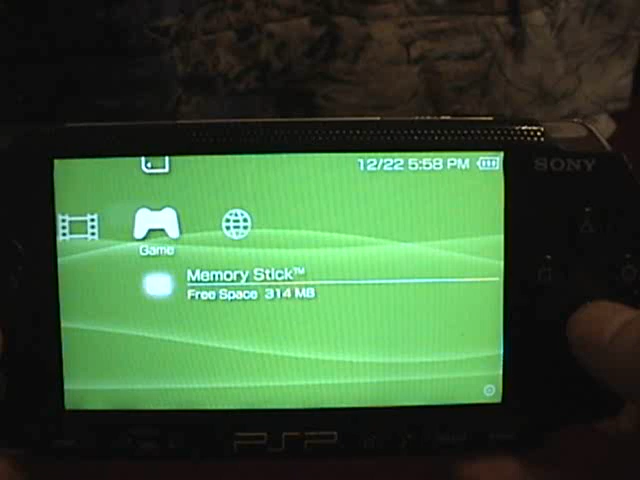 12/22 5:58 PM
SONY
Game
Memory Stick™
Free Space 314 MB
PSP